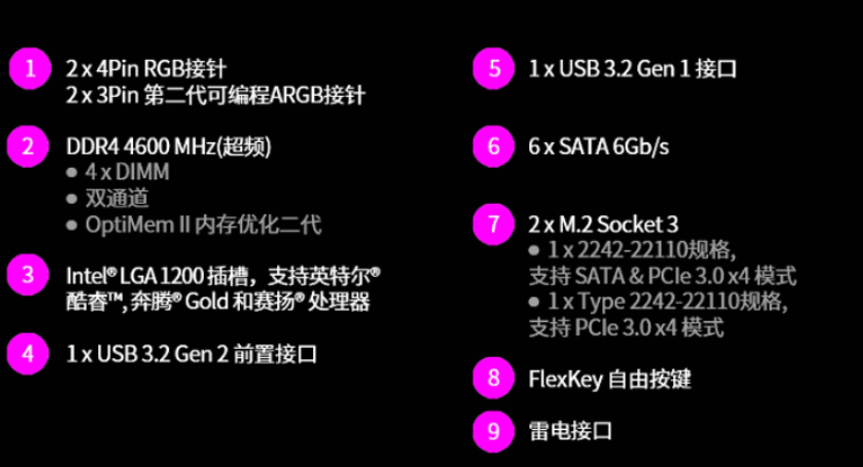 1 2 x 4Pin RGB接针
2 x 3Pin 第二代可编程ARGB接针
2 DDR4 4600 MHz(超频)
● 4 x DIMM
● 双通道
● OptiMem II 内存优化二代
3 Intel® LGA 1200 插槽，支持英特尔®
酷睿™, 奔腾® Gold 和赛扬® 处理器
4 1 x USB 3.2 Gen 2 前置接口
5 1 x USB 3.2 Gen 1 接口
6 6 x SATA 6Gb/s
7 2 x M.2 Socket 3
● 1 x 2242-22110规格,
支持 SATA & PCIe 3.0 x4 模式
● 1 x Type 2242-22110规格,
支持 PCIe 3.0 x4 模式
8 FlexKey 自由按键
9 雷电接口